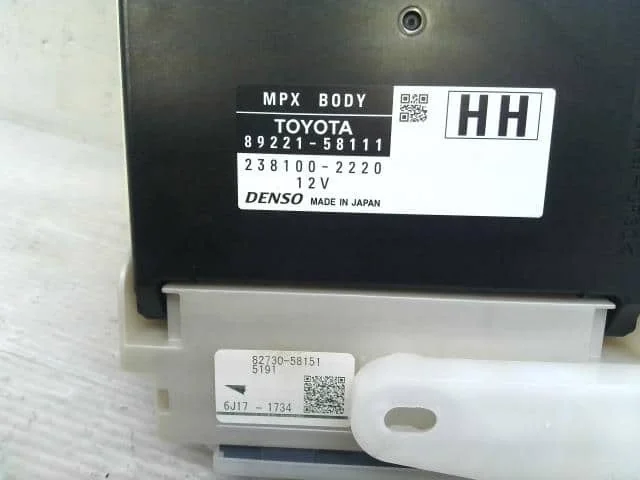 MPX BODY
TOYOTA
89221-58111
238100-2220
12V
DENSO MADE IN JAPAN
HH
82730-58151
5191
6J17 - 1734